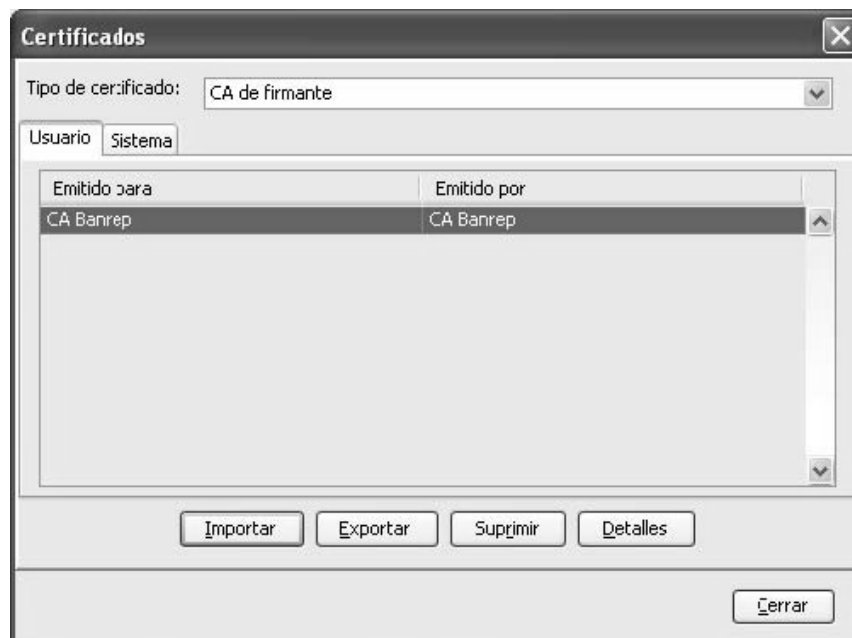 Certificados
Tipo de certificado: CA de firmante
Usuario Sistema
Emitido para Emitido por
CA Banrep CA Banrep
Importar Exportar Suprimir Detalles
Cerrar